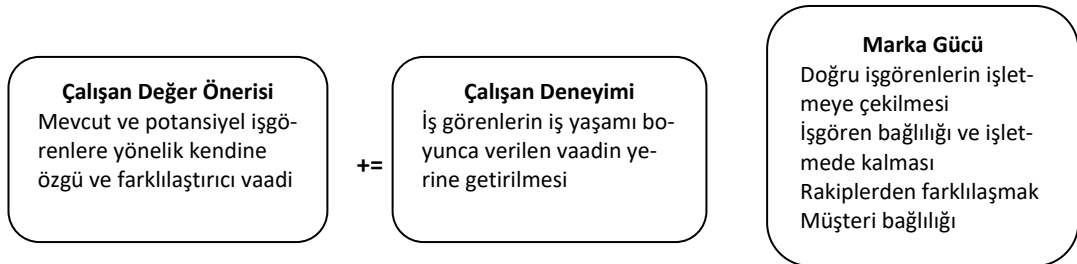 Çalışan Değer Önerisi
Mevcut ve potansiyel işgö-
renlere yönelik kendine
özgü ve farklılaştırıcı vaadi
+=
Çalışan Deneyimi
İş görenlerin iş yaşamı bo-
yunca verilen vaadin ye-
rine getirilmesi
Marka Gücü
Doğru işgörenlerin işlet-
meye çekilmesi
İşgören bağlılığı ve işlet-
mede kalması
Rakiplerden farklılaşmak
Müşteri bağlılığı